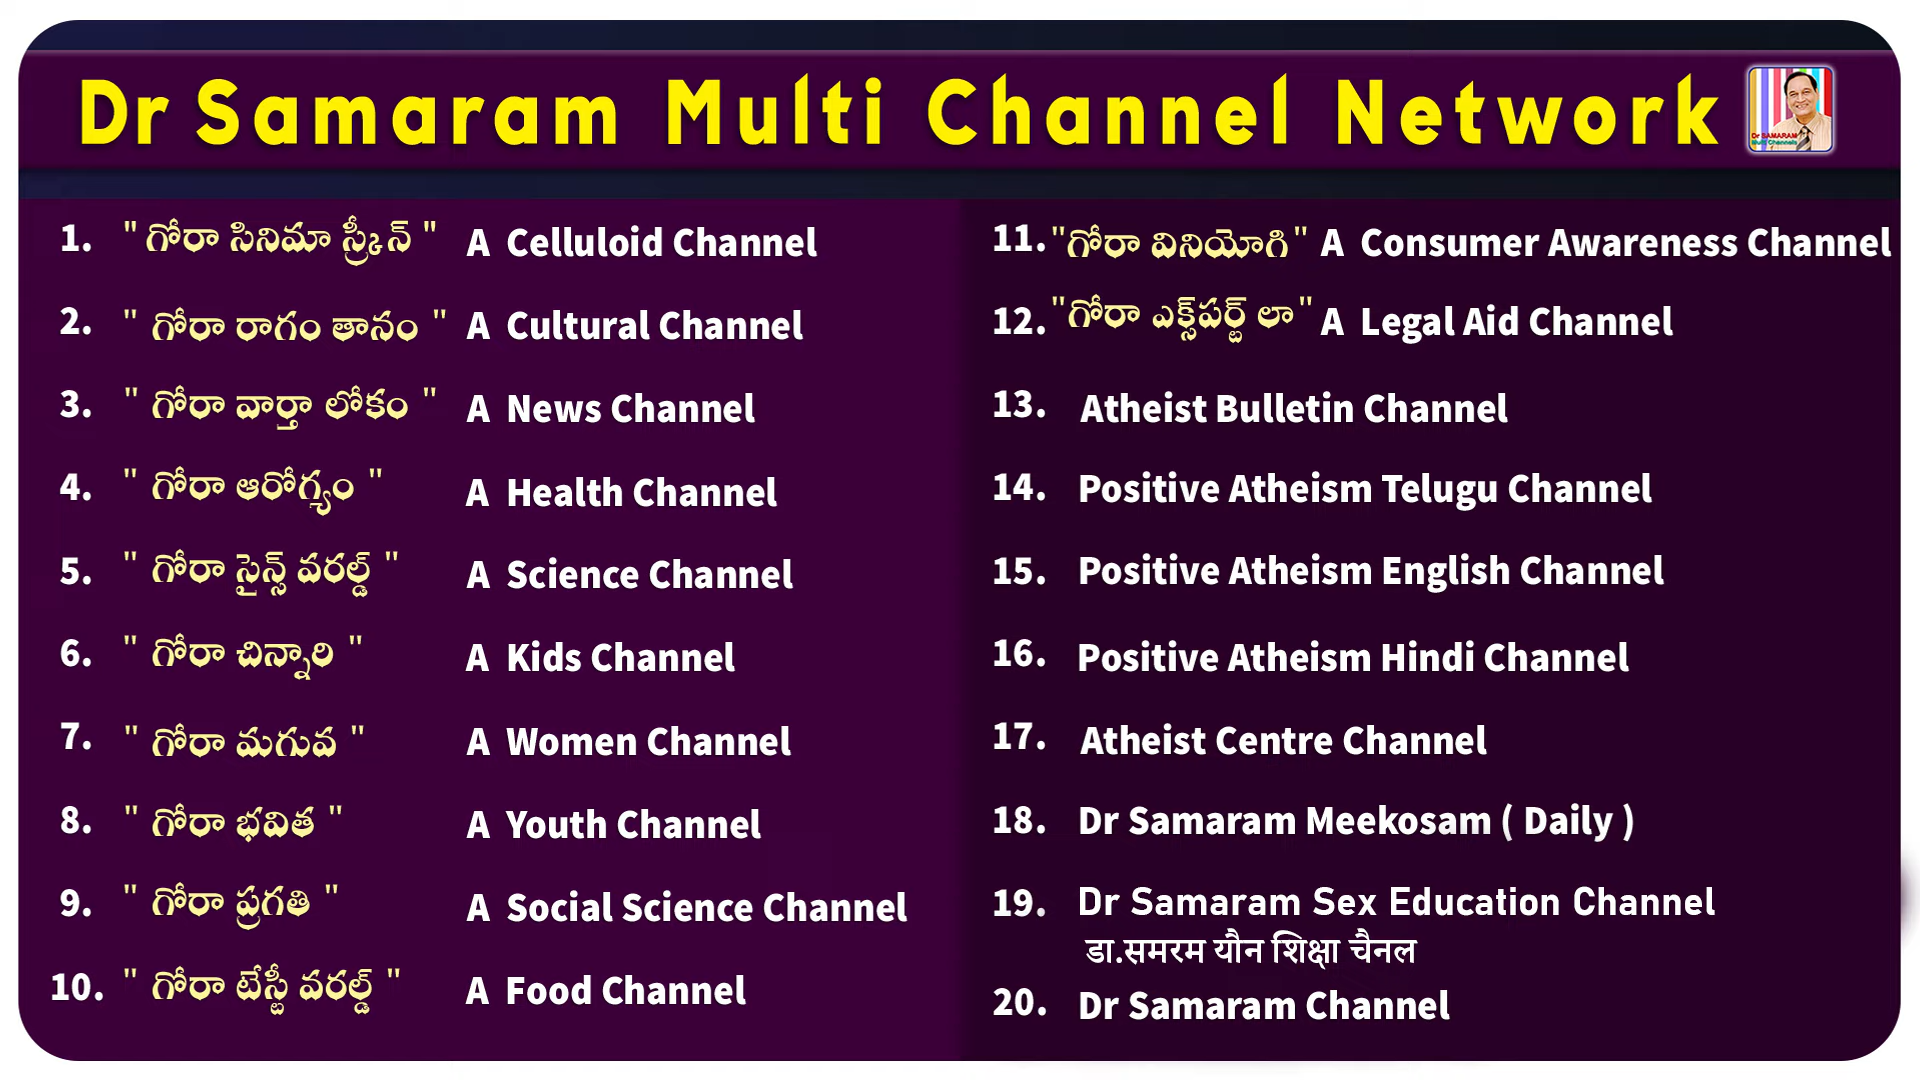 Dr Samaram Multi Channel Network
Dr SAMARAM
Multi Channels
1. " గోరా సినిమా స్క్రీన్ " A Celluloid Channel
2. " గోరా రాగం తానం " A Cultural Channel
3. " గోరా వార్తా లోకం " A News Channel
4. " గోరా ఆరోగ్యం " A Health Channel
5. " గోరా సైన్స్ వరల్డ్ " A Science Channel
6. " గోరా చిన్నారి " A Kids Channel
7. " గోరా మగువ " A Women Channel
8. " గోరా భవిత " A Youth Channel
9. " గోరా ప్రగతి " A Social Science Channel
10. " గోరా టేస్టీ వరల్డ్ " A Food Channel
11. "గోరా వినియోగి" A Consumer Awareness Channel
12. "గోరా ఎక్స్‌పర్ట్ లా" A Legal Aid Channel
13. Atheist Bulletin Channel
14. Positive Atheism Telugu Channel
15. Positive Atheism English Channel
16. Positive Atheism Hindi Channel
17. Atheist Centre Channel
18. Dr Samaram Meekosam ( Daily )
19. Dr Samaram Sex Education Channel
डा.समरम यौन शिक्षा चैनल
20. Dr Samaram Channel